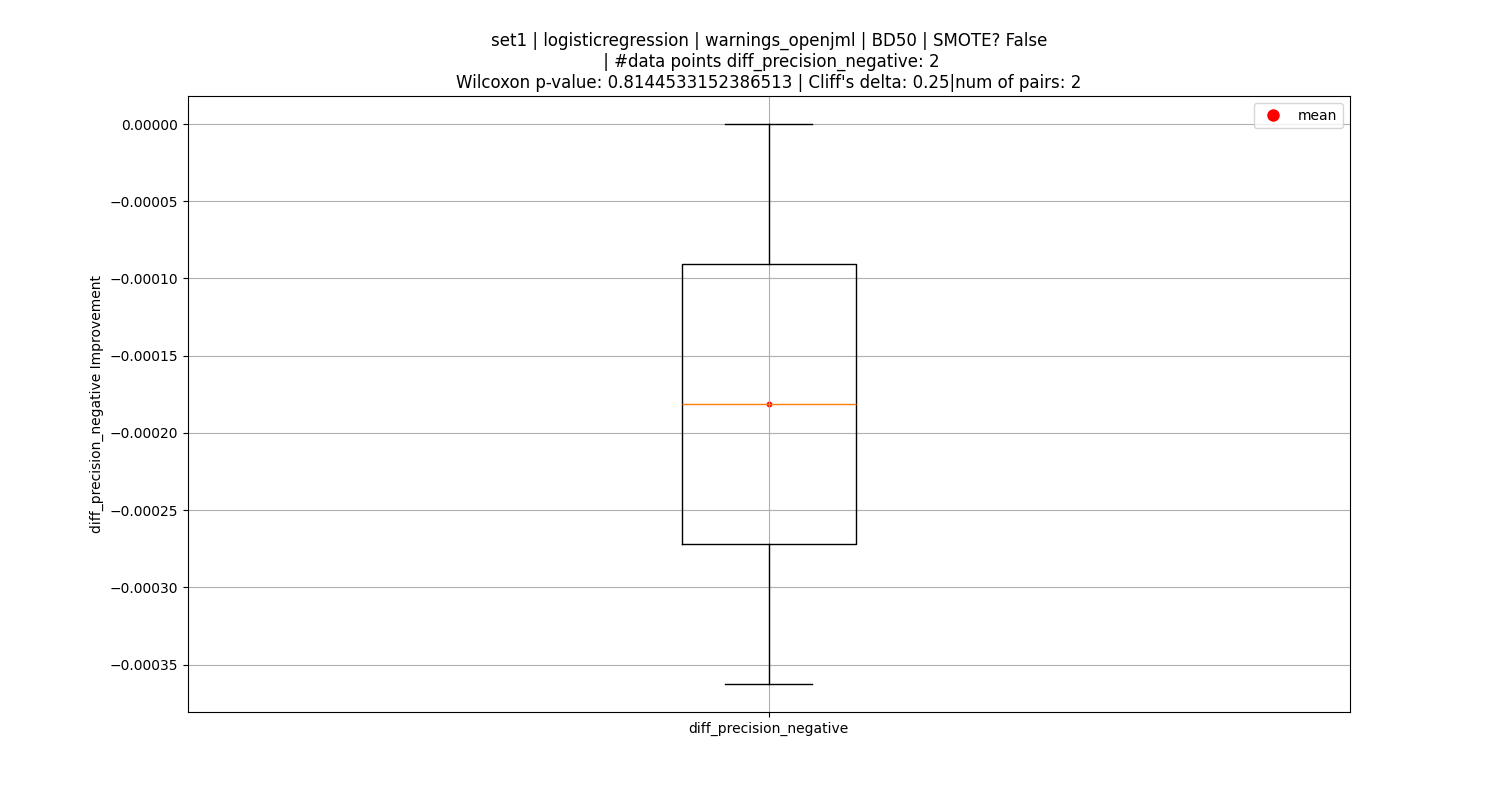 set1 | logisticregression | warnings_openjml | BD50 | SMOTE? False
| #data points diff_precision_negative: 2
Wilcoxon p-value: 0.8144533152386513 | Cliff's delta: 0.25|num of pairs: 2
mean
0.00000
−0.00005
−0.00010
−0.00015
−0.00020
−0.00025
−0.00030
−0.00035
diff_precision_negative Improvement
diff_precision_negative